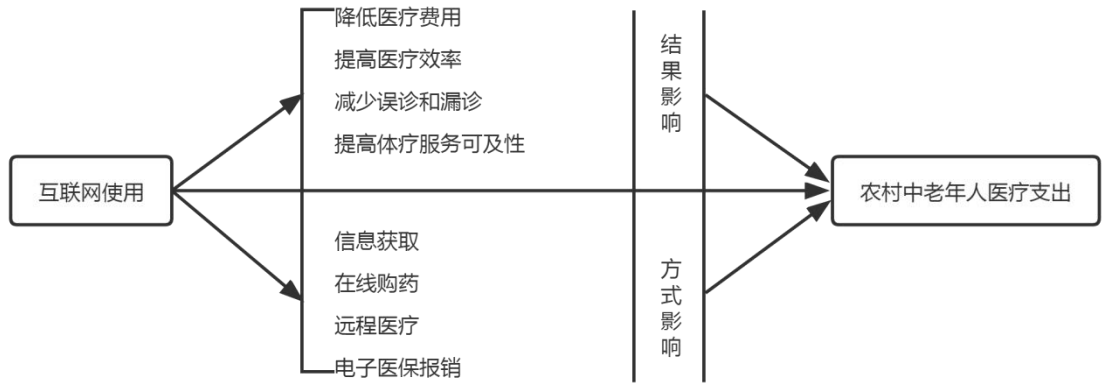 降低医疗费用
提高医疗效率
减少误诊和漏诊
提高体疗服务可及性
结果影响
互联网使用
农村中老年人医疗支出
信息获取
在线购药
远程医疗
电子医保报销
方式影响